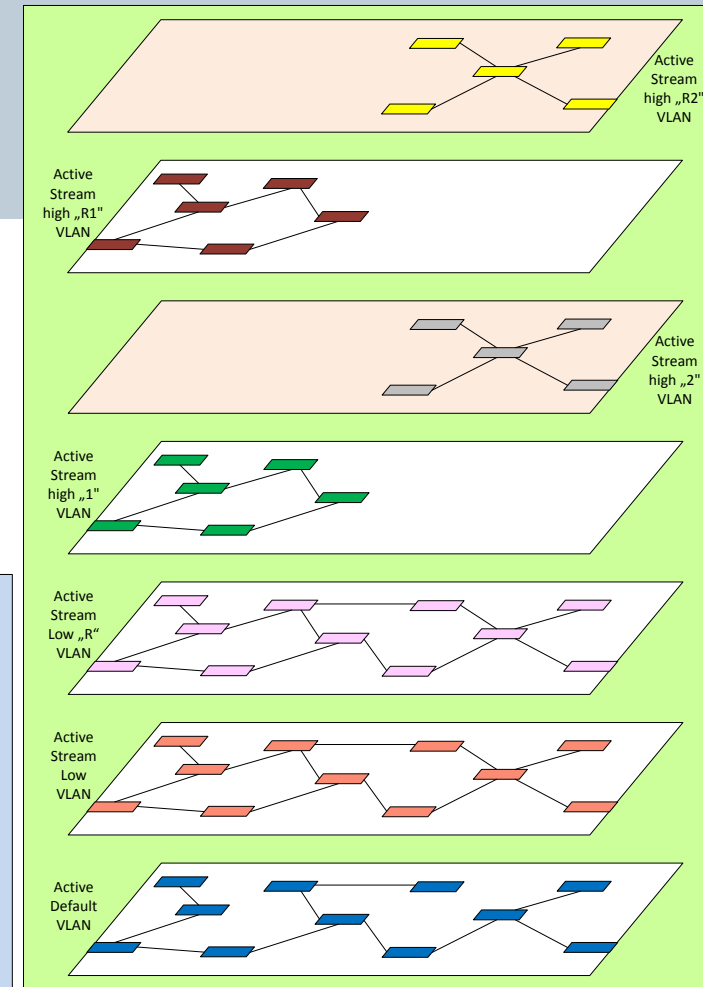 Active
Stream
high „R2"
VLAN
Active
Stream
high „R1"
VLAN
Active
Stream
high „2"
VLAN
Active
Stream
high „1"
VLAN
Active
Stream
Low „R“
VLAN
Active
Stream
Low
VLAN
Active
Default
VLAN